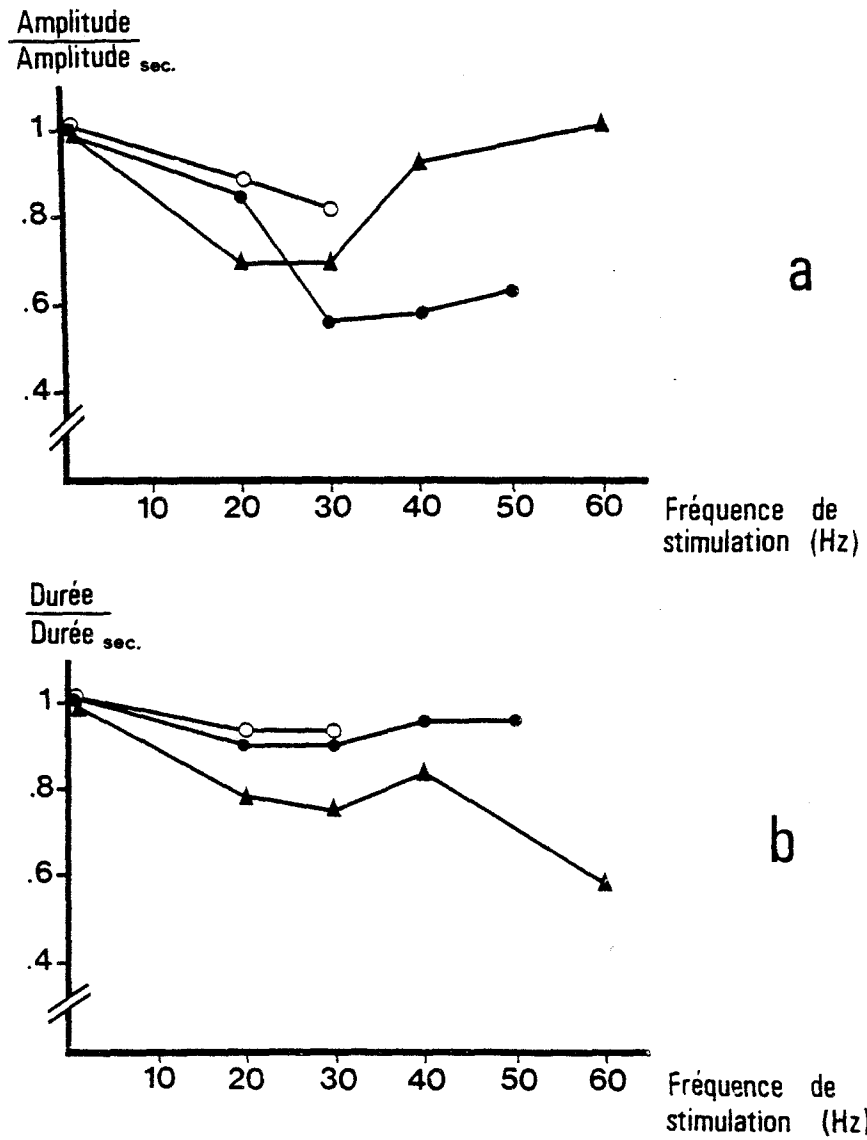 Amplitude
Amplitude sec.
1
.8
.6
.4
10 20 30 40 50 60
Fréquence de
stimulation (Hz)
a
Durée
Durée sec.
1
.8
.6
.4
10 20 30 40 50 60
Fréquence de
stimulation (Hz)
b